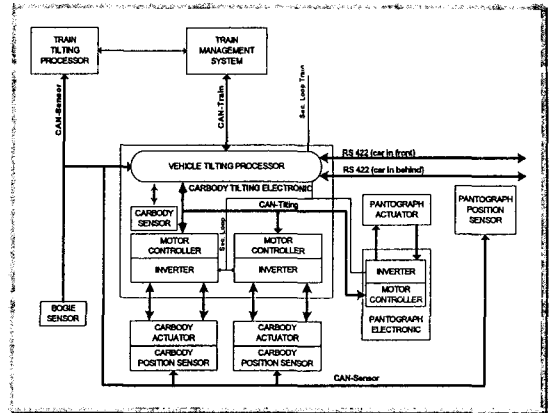 TRAIN
TILTING
PROCESSOR
TRAIN
MANAGEMENT
SYSTEM
CAN-Sensor
CAN-Train
Sec. Loop Train
RS 422 (car in front)
VEHICLE TILTING PROCESSOR
RS 422 (car in behind)
CARBODY TILTING ELECTRONIC
CARBODY
SENSOR
CAN-Tilting
PANTOGRAPH
ACTUATOR
PANTOGRAPH
POSITION
SENSOR
Sec. Loop
MOTOR
CONTROLLER
INVERTER
MOTOR
CONTROLLER
INVERTER
INVERTER
MOTOR
CONTROLLER
PANTOGRAPH
ELECTRONIC
BOGIE
SENSOR
CARBODY
ACTUATOR
CARBODY
POSITION SENSOR
CARBODY
ACTUATOR
CARBODY
POSITION SENSOR
CAN-Sensor